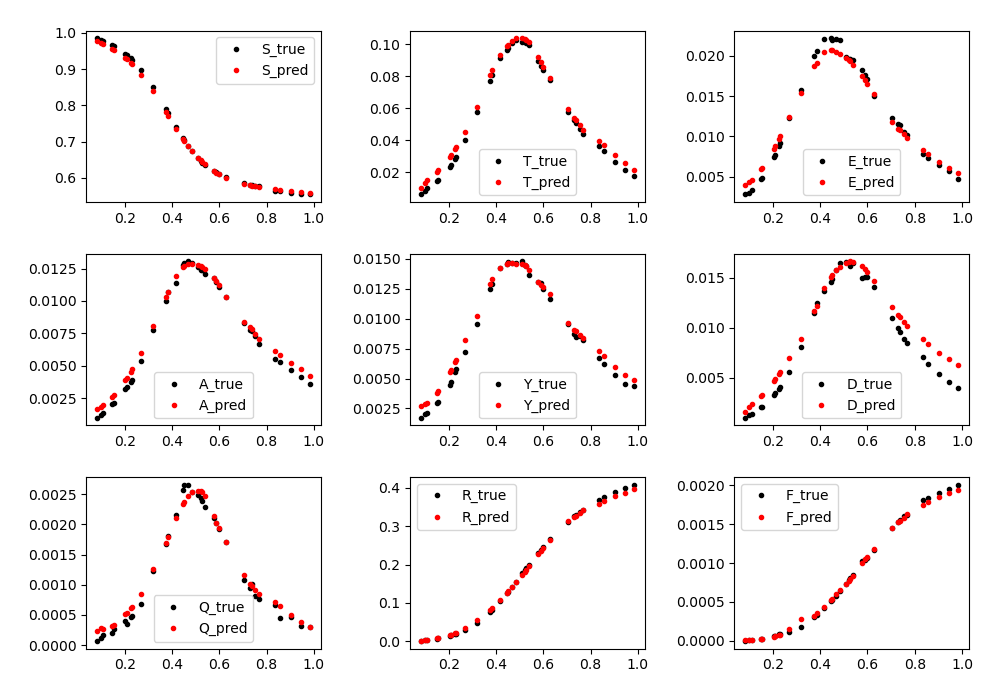 1.0
0.9
0.8
0.7
0.6
0.2 0.4 0.6 0.8 1.0
S_true
S_pred
0.10
0.08
0.06
0.04
0.02
0.2 0.4 0.6 0.8 1.0
T_true
T_pred
0.020
0.015
0.010
0.005
0.2 0.4 0.6 0.8 1.0
E_true
E_pred
0.0125
0.0100
0.0075
0.0050
0.0025
0.2 0.4 0.6 0.8 1.0
A_true
A_pred
0.0150
0.0125
0.0100
0.0075
0.0050
0.0025
0.2 0.4 0.6 0.8 1.0
Y_true
Y_pred
0.015
0.010
0.005
0.2 0.4 0.6 0.8 1.0
D_true
D_pred
0.0025
0.0020
0.0015
0.0010
0.0005
0.0000
0.2 0.4 0.6 0.8 1.0
Q_true
Q_pred
0.4
0.3
0.2
0.1
0.0
0.2 0.4 0.6 0.8 1.0
R_true
R_pred
0.0020
0.0015
0.0010
0.0005
0.0000
0.2 0.4 0.6 0.8 1.0
F_true
F_pred